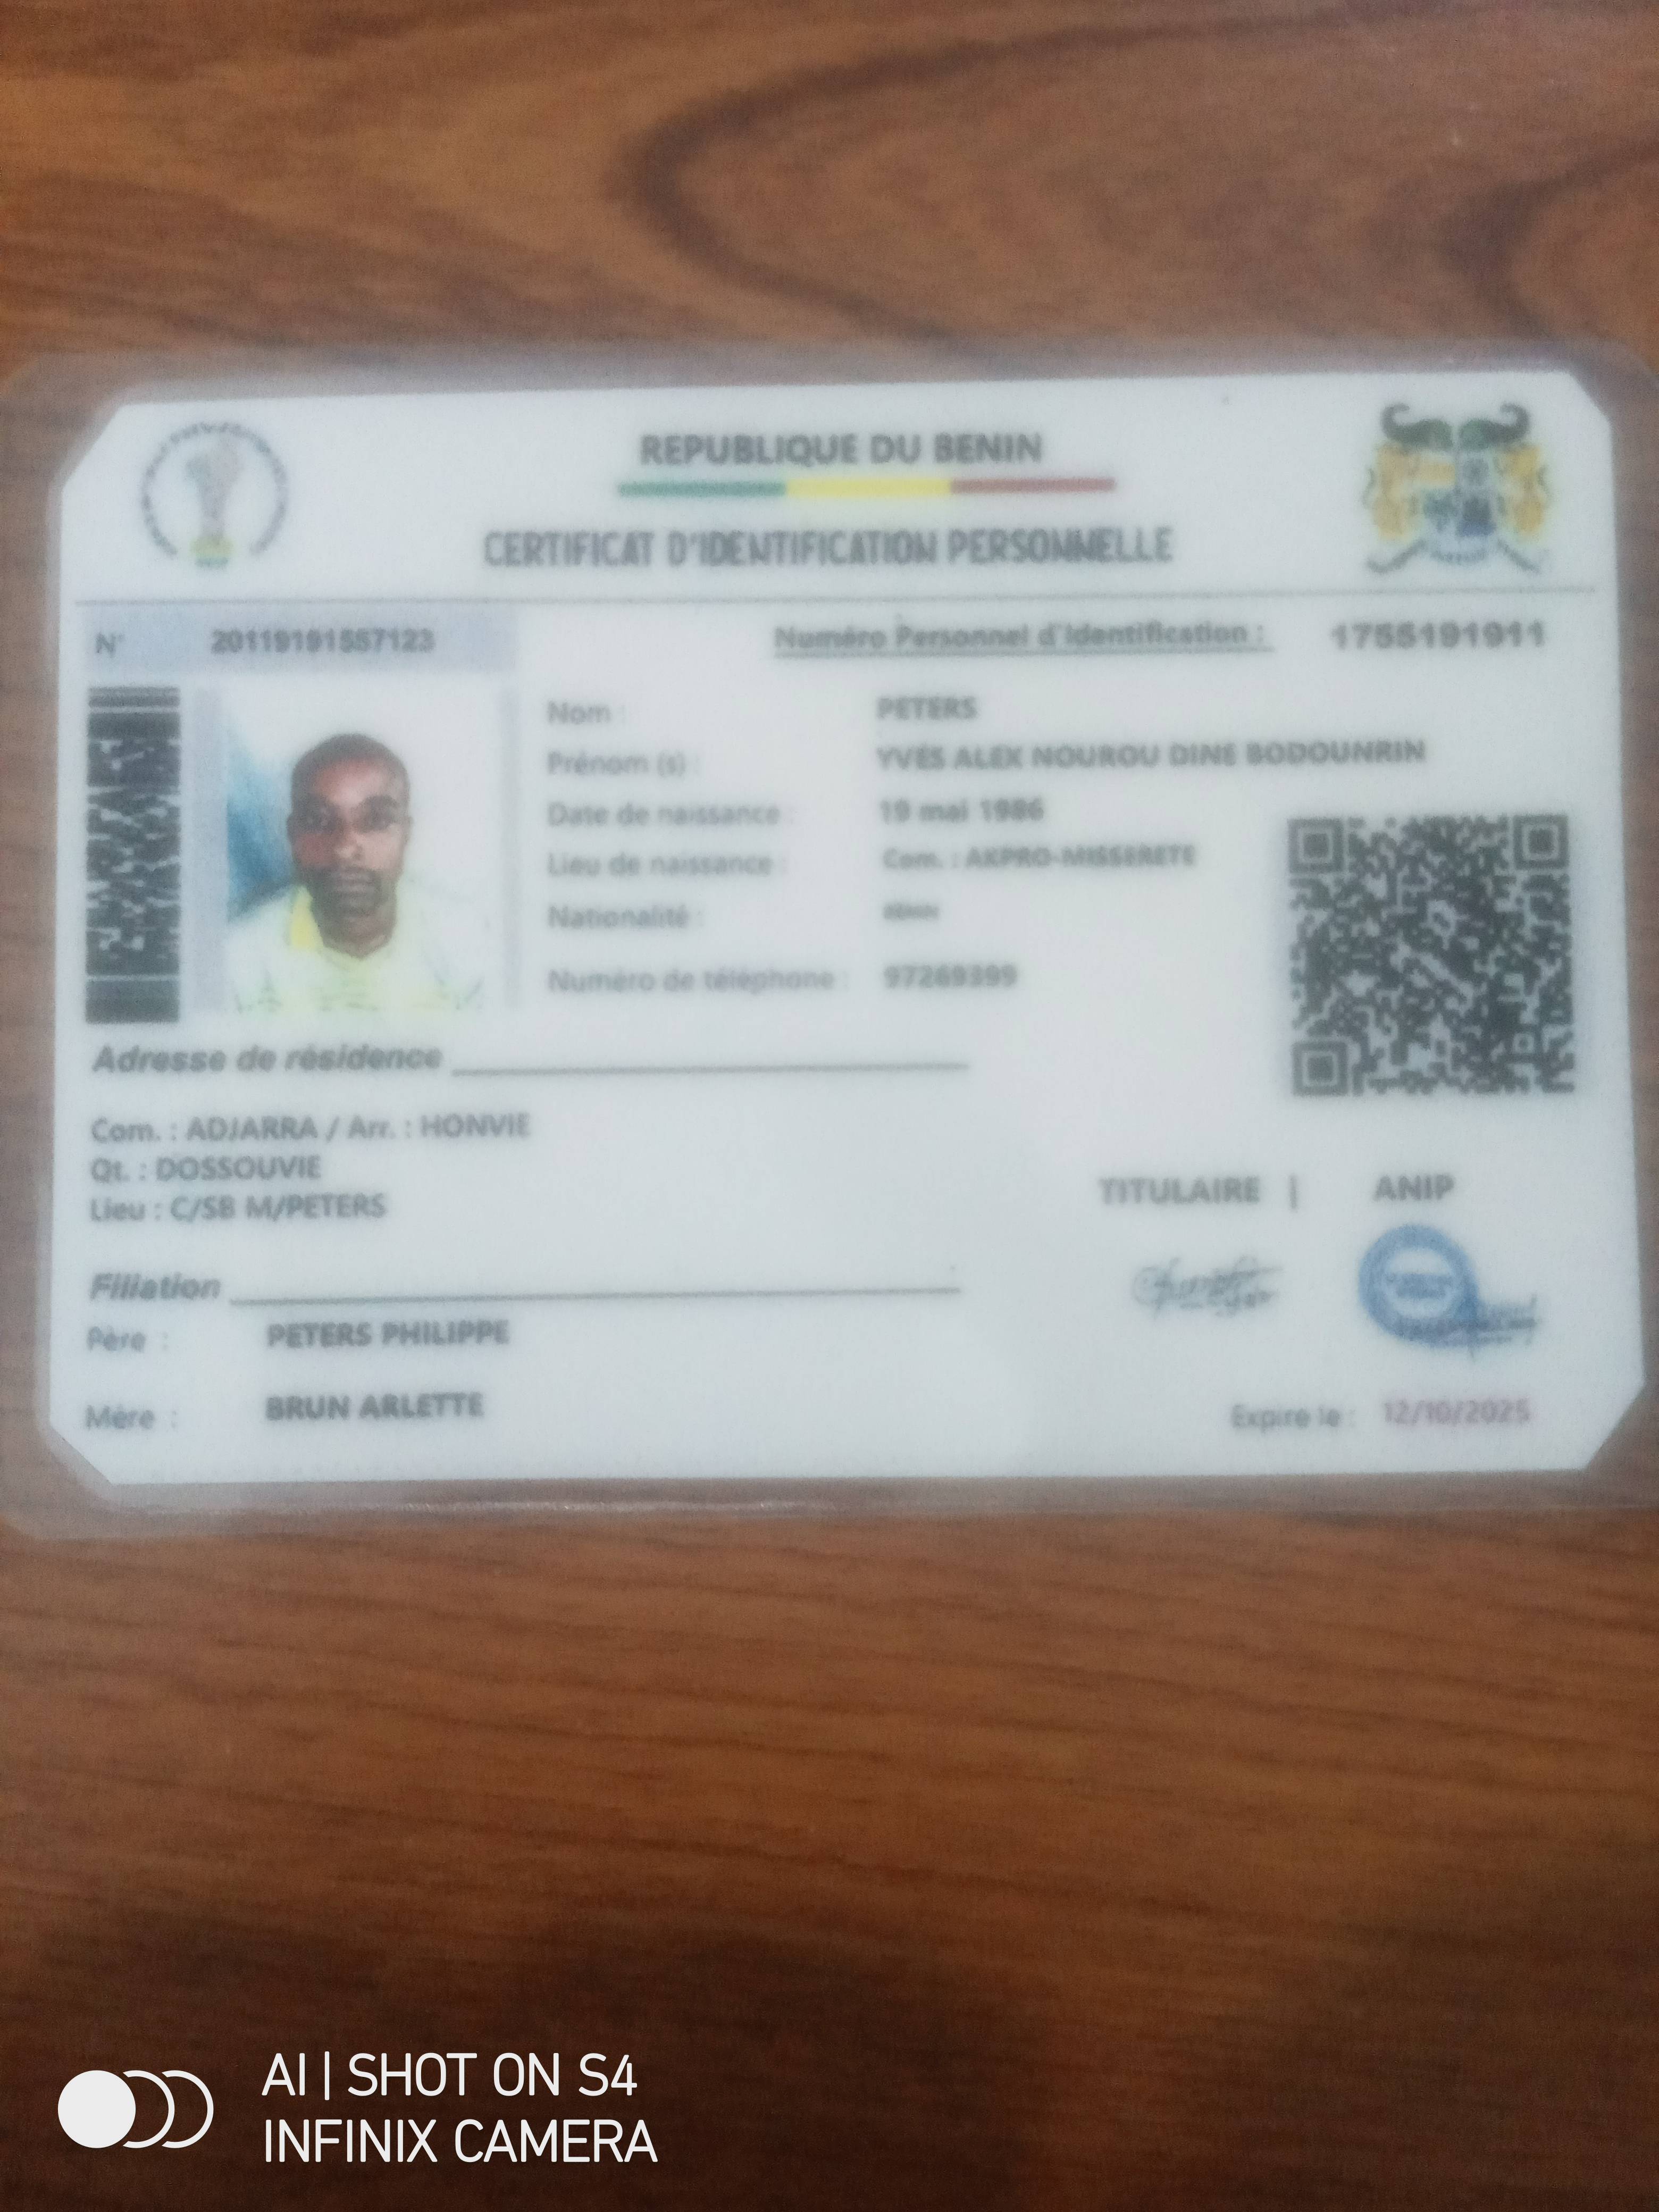 REPUBLIQUE DU BENIN
CERTIFICAT D'IDENTIFICATION PERSONNELLE
N° 20119191557123
Numéro Personnel d'Identification : 1755191911
Nom : PETERS
Prénom (s) : YVES ALEX NOUROU DINE BODOUNRIN
Date de naissance : 19 mai 1986
Lieu de naissance : Com. : AKPRO-MISSERETE
Nationalité : BENIN
Numéro de téléphone : 97269399
Adresse de résidence
Com. : ADJARRA / Arr. : HONVIE
Qt. : DOSSOUVIE
Lieu : C/SB M/PETERS
TITULAIRE | ANIP
Filiation
Père : PETERS PHILIPPE
Mère : BRUN ARLETTE
Expire le : 12/10/2025
AI | SHOT ON S4
INFINIX CAMERA